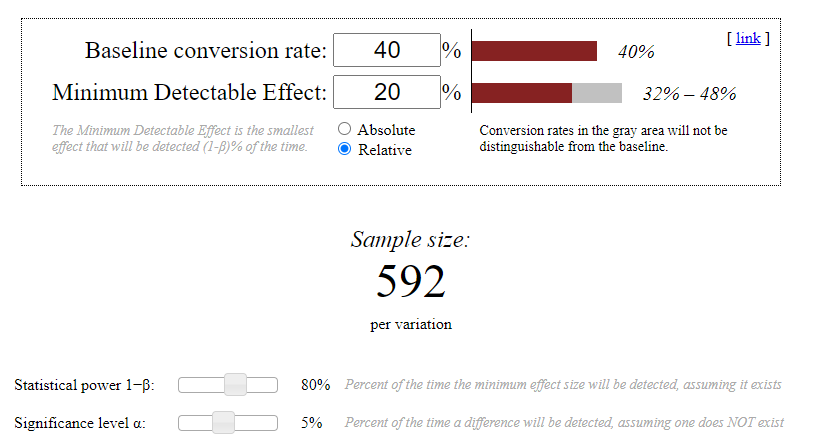 Baseline conversion rate: 40 % 40% [ link ]
Minimum Detectable Effect: 20 % 32% – 48%
The Minimum Detectable Effect is the smallest
effect that will be detected (1-β)% of the time.
Absolute
Relative
Conversion rates in the gray area will not be
distinguishable from the baseline.
Sample size:
592
per variation
Statistical power 1−β: 80% Percent of the time the minimum effect size will be detected, assuming it exists
Significance level α: 5% Percent of the time a difference will be detected, assuming one does NOT exist